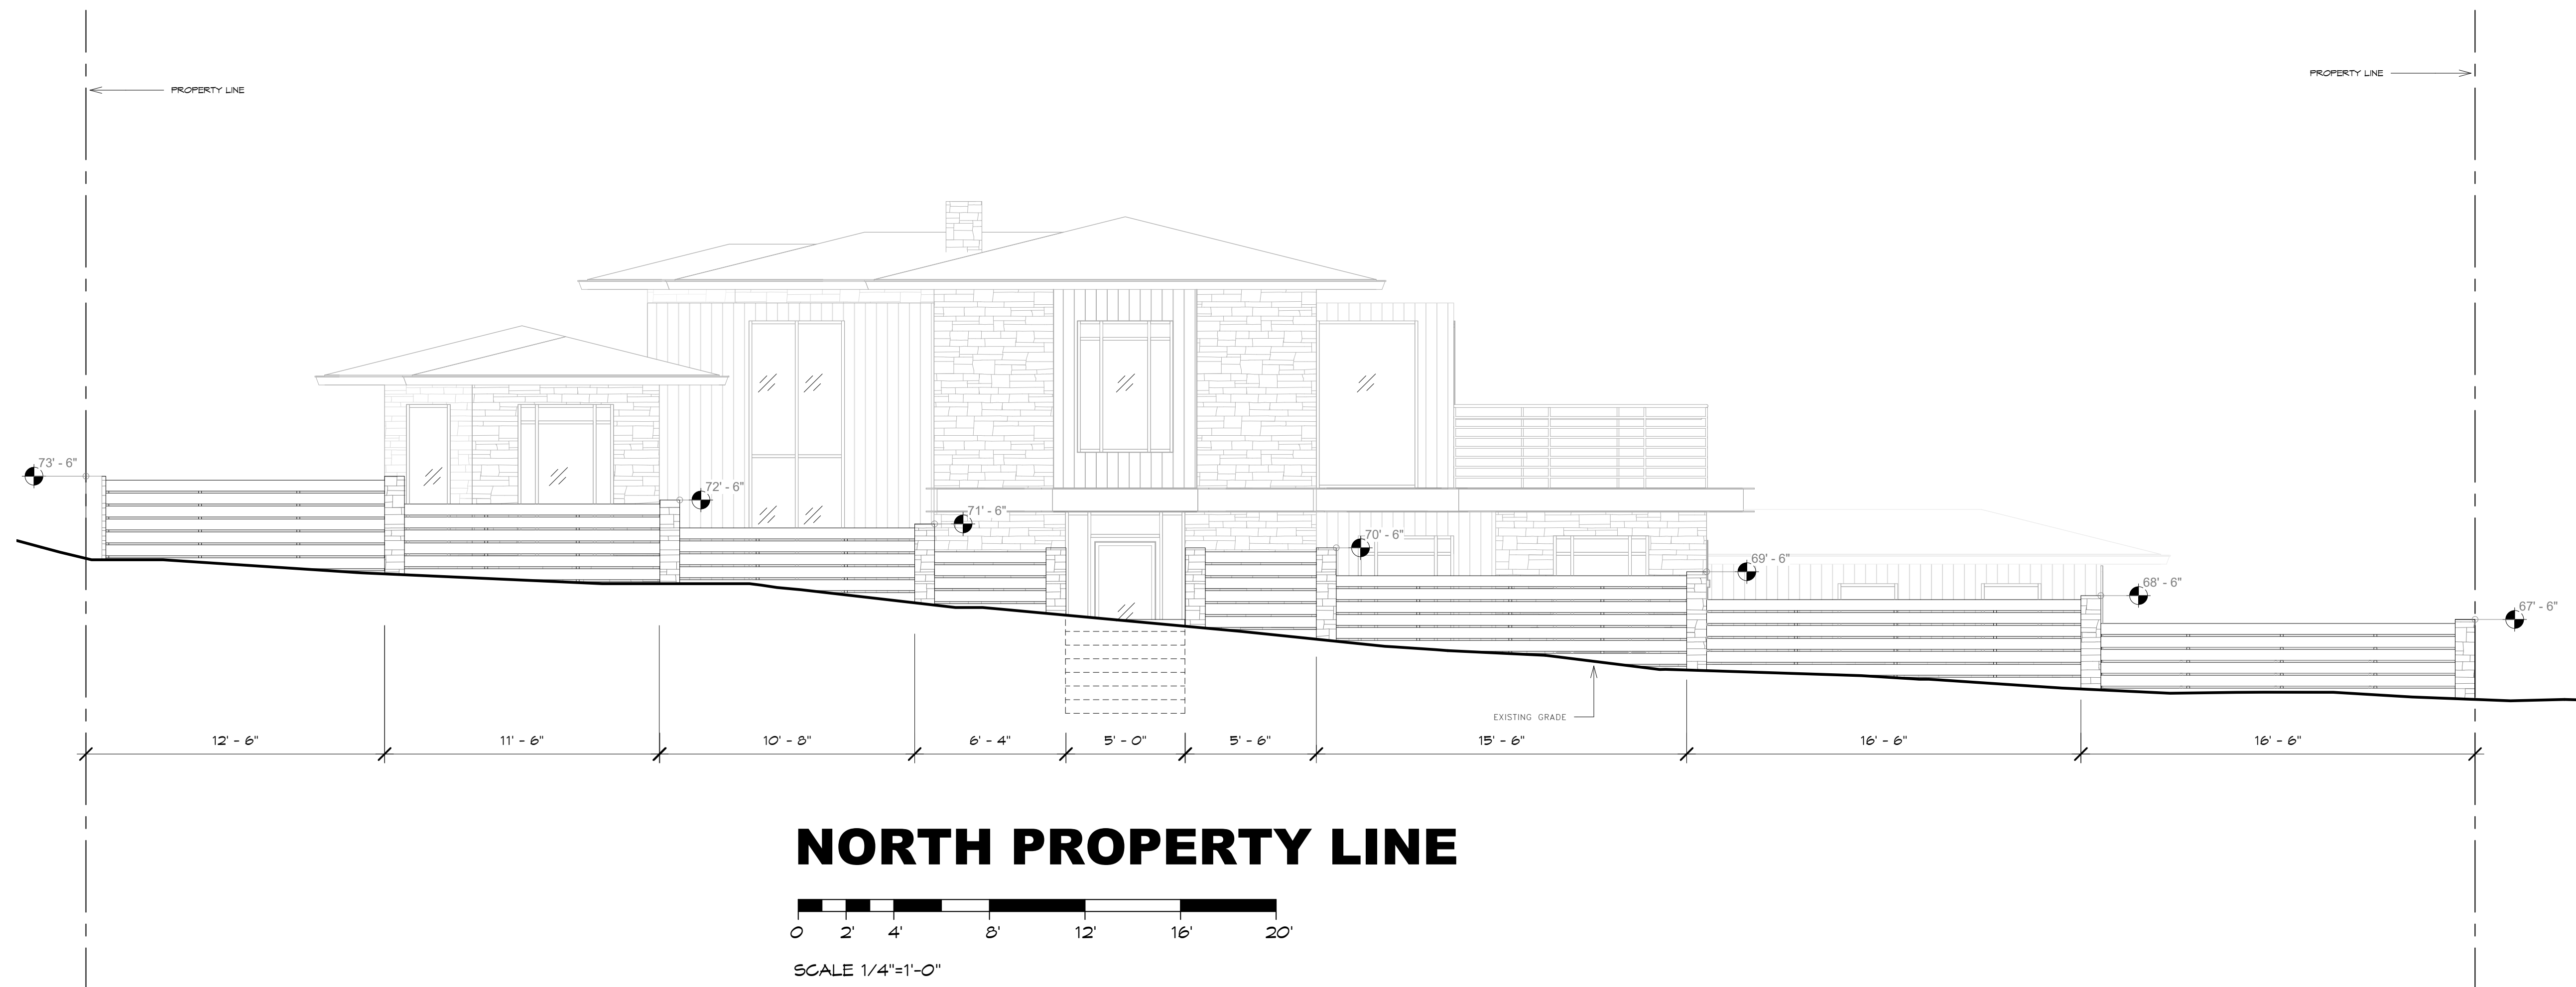 PROPERTY LINE
PROPERTY LINE
73' - 6"
72' - 6"
71' - 6"
70' - 6"
69' - 6"
68' - 6"
67' - 6"
EXISTING GRADE
12' - 6"
11' - 6"
10' - 8"
6' - 4"
5' - 0"
5' - 6"
15' - 6"
16' - 6"
16' - 6"
NORTH PROPERTY LINE
0 2' 4' 8' 12' 16' 20'
SCALE 1/4"=1'-0"